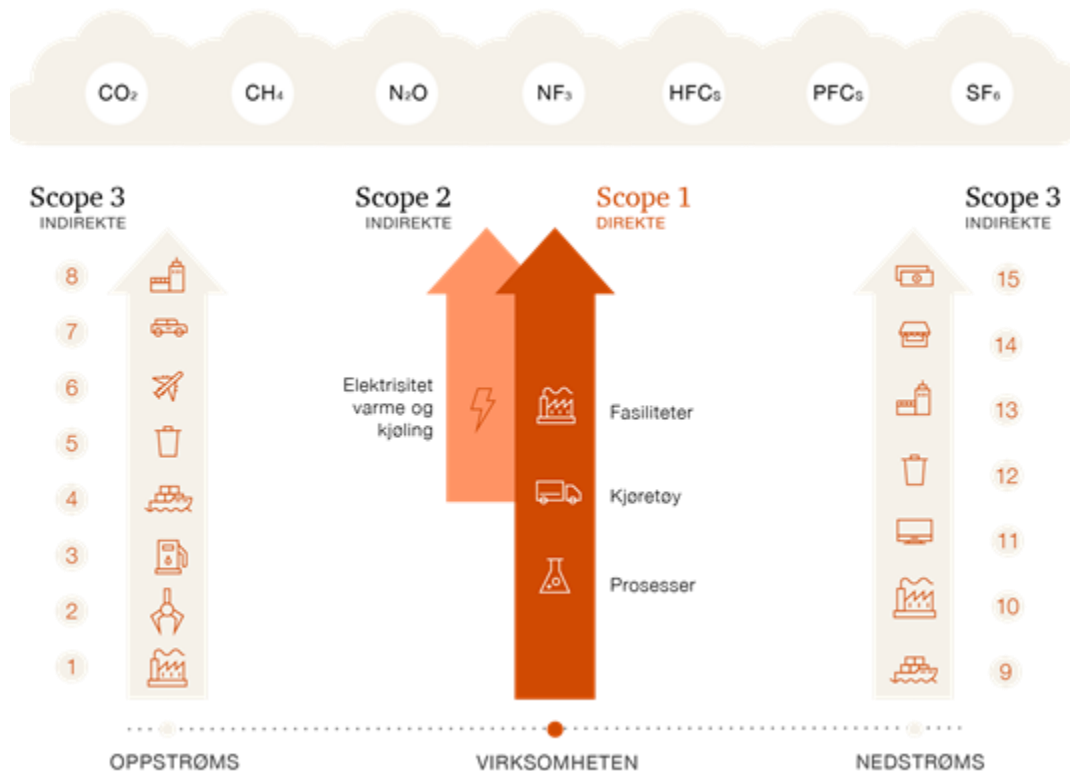 CO₂ CH₄ N₂O NF₃ HFCs PFCs SF₆
Scope 3
INDIREKTE
8
7
6
5
4
3
2
1
Scope 2
INDIREKTE
Elektrisitet
varme og
kjøling
Scope 1
DIREKTE
Fasiliteter
Kjøretøy
Prosesser
Scope 3
INDIREKTE
15
14
13
12
11
10
9
OPPSTRØMS VIRKSOMHETEN NEDSTRØMS